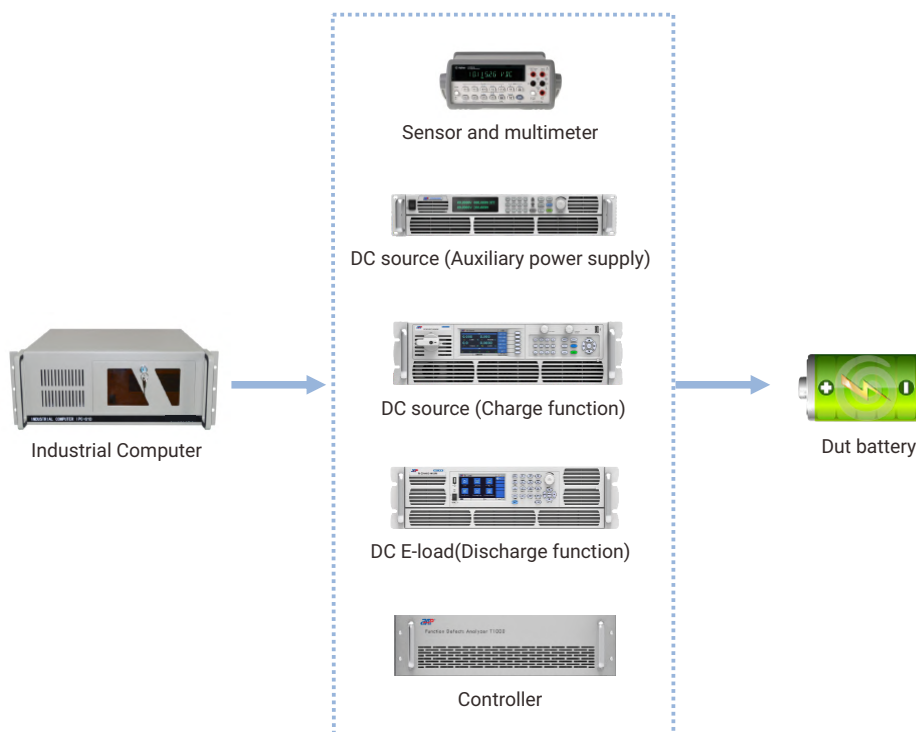 Sensor and multimeter
DC source (Auxiliary power supply)
DC source (Charge function)
Industrial Computer
Dut battery
DC E-load(Discharge function)
Controller